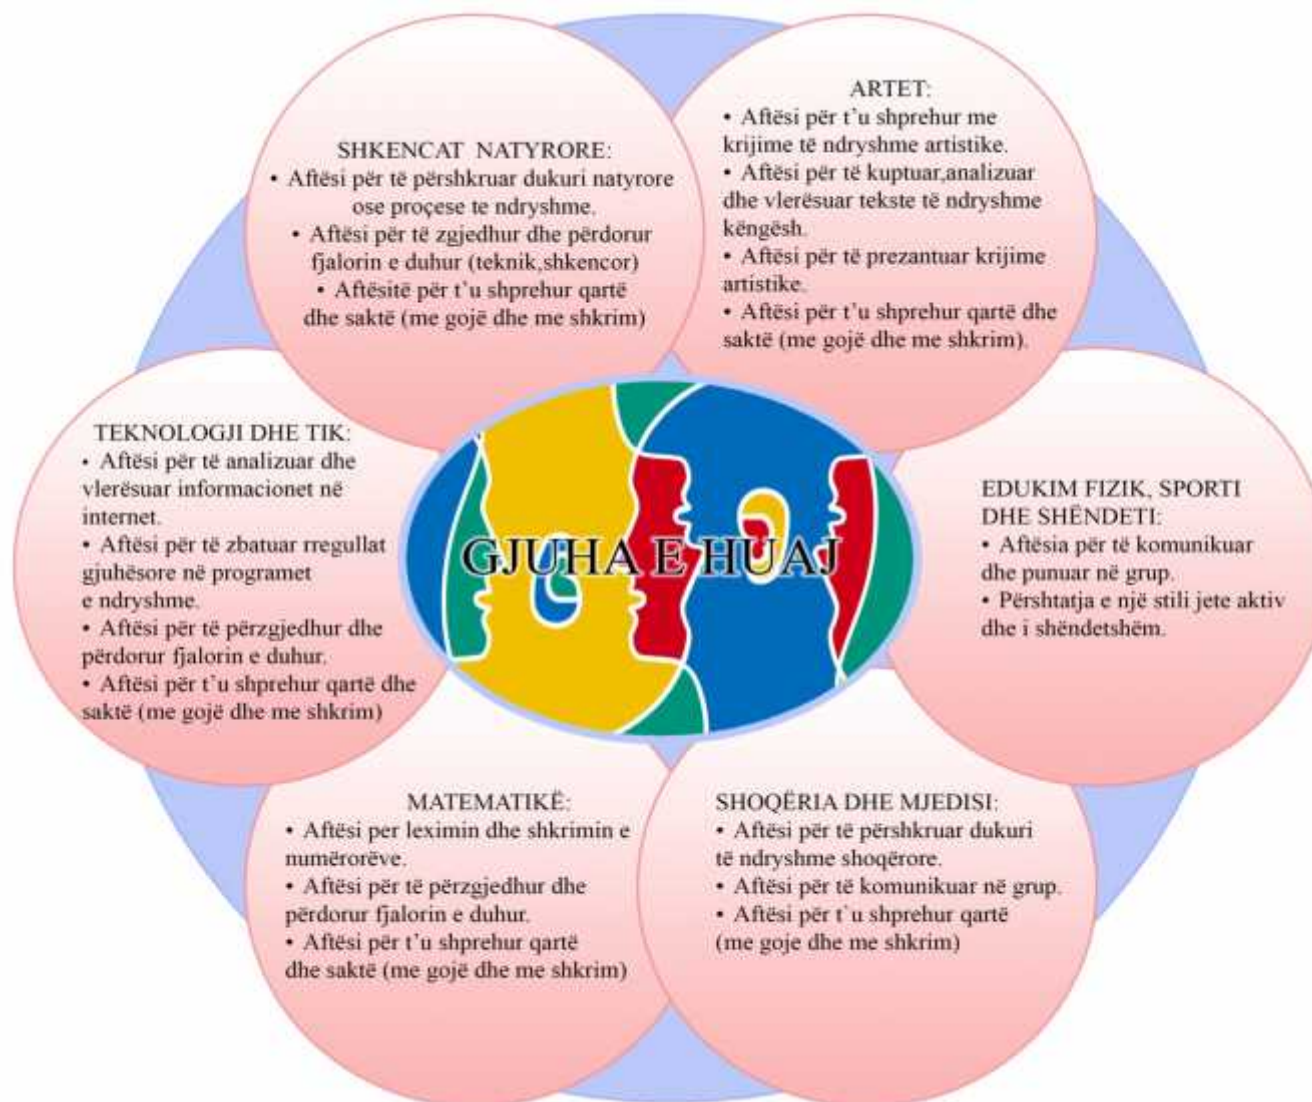 SHKENCAT NATYRORE:
• Aftësi për të përshkruar dukuri natyrore
ose proçese te ndryshme.
• Aftësi për të zgjedhur dhe përdorur
fjalorin e duhur (teknik,shkencor)
• Aftësitë për t'u shprehur qartë
dhe saktë (me gojë dhe me shkrim)
ARTET:
• Aftësi për t'u shprehur me
krijime të ndryshme artistike.
• Aftësi për të kuptuar,analizuar
dhe vlerësuar tekste të ndryshme
këngësh.
• Aftësi për të prezantuar krijime
artistike.
• Aftësi për t'u shprehur qartë dhe
saktë (me gojë dhe me shkrim).
TEKNOLOGJI DHE TIK:
• Aftësi për të analizuar dhe
vlerësuar informacionet në
internet.
• Aftësi për të zbatuar rregullat
gjuhësore në programet
e ndryshme.
• Aftësi për të përzgjedhur dhe
përdorur fjalorin e duhur.
• Aftësi për t'u shprehur qartë dhe
saktë (me gojë dhe me shkrim)
GJUHA E HUAJ
EDUKIM FIZIK, SPORTI
DHE SHËNDETI:
• Aftësia për të komunikuar
dhe punuar në grup.
• Përshtatja e një stili jete aktiv
dhe i shëndetshëm.
MATEMATIKË:
• Aftësi per leximin dhe shkrimin e
numërorëve.
• Aftësi për të përzgjedhur dhe
përdorur fjalorin e duhur.
• Aftësi për t'u shprehur qartë
dhe saktë (me gojë dhe me shkrim)
SHOQËRIA DHE MJEDISI:
• Aftësi për të përshkruar dukuri
të ndryshme shoqërore.
• Aftësi për të komunikuar në grup.
• Aftësi për t`u shprehur qartë
(me goje dhe me shkrim)